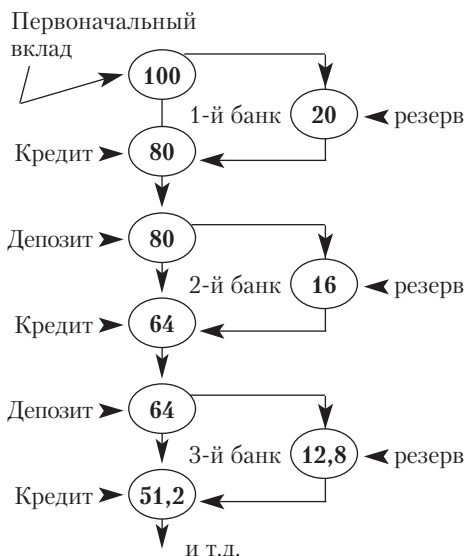 Первоначальный
вклад
100
1-й банк 20 резерв
Кредит 80
Депозит 80
2-й банк 16 резерв
Кредит 64
Депозит 64
3-й банк 12,8 резерв
Кредит 51,2
и т.д.